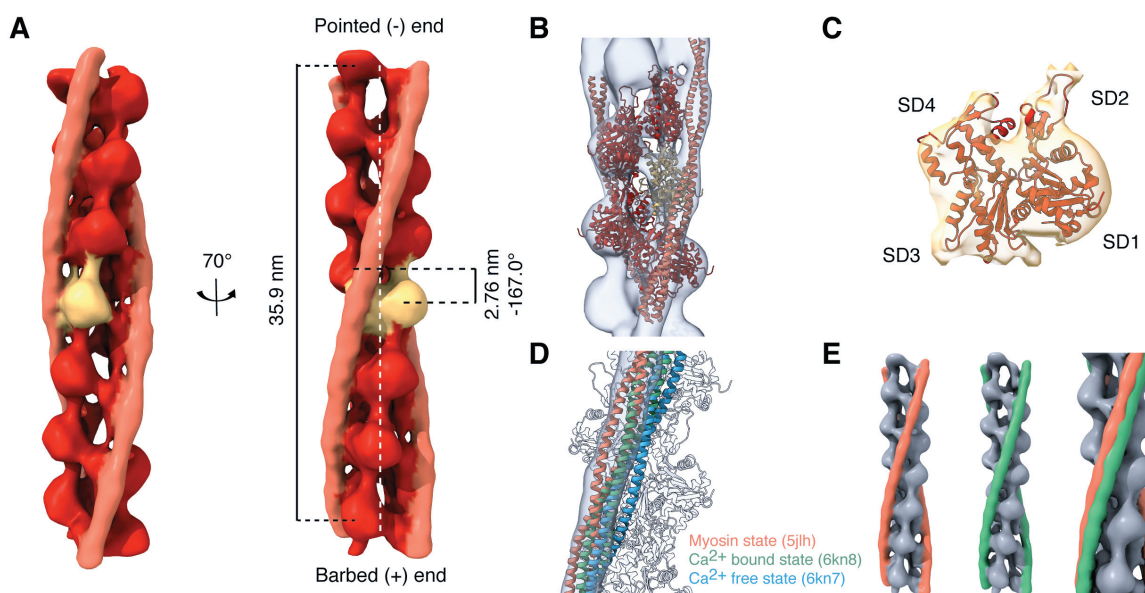 A
Pointed (-) end
70°
35.9 nm
2.76 nm
-167.0°
Barbed (+) end
B
C
SD4
SD2
SD3
SD1
D
Myosin state (5jlh)
Ca2+ bound state (6kn8)
Ca2+ free state (6kn7)
E